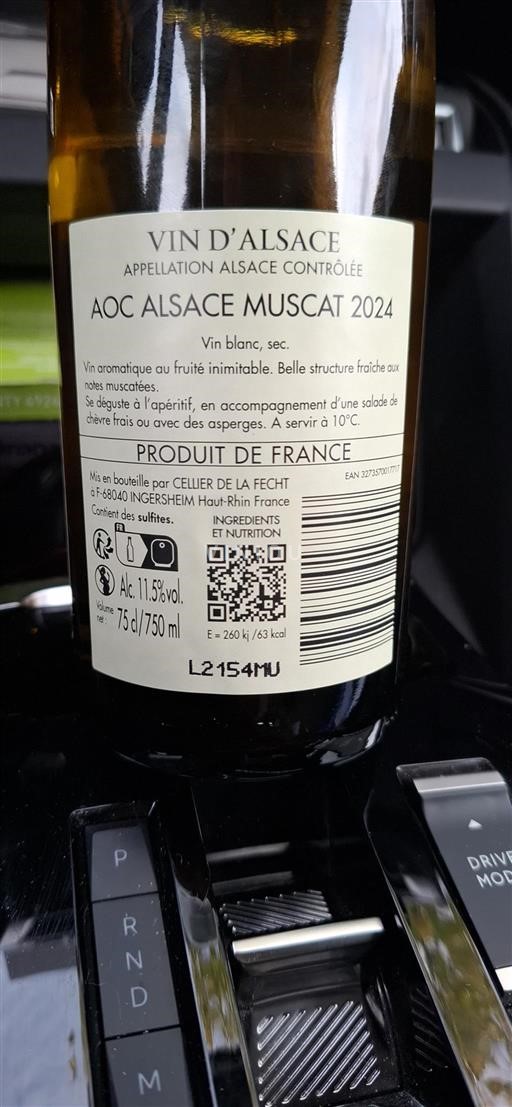 VIN D'ALSACE
APPELLATION ALSACE CONTRÔLÉE
AOC ALSACE MUSCAT 2024
Vin blanc, sec.
Vin aromatique au fruité inimitable. Belle structure fraîche aux
notes muscatées.
Se déguste à l'apéritif, en accompagnement d'une salade de
chèvre frais ou avec des asperges. A servir à 10°C.
PRODUIT DE FRANCE
EAN 3273570017717
Mis en bouteille par CELLIER DE LA FECHT
à F-68040 INGERSHEIM Haut-Rhin France
Contient des sulfites.
INGREDIENTS
ET NUTRITION
FR
Alc. 11.5%vol.
Volume
net :
75 cl/750 ml
E = 260 kj /63 kcal
L2154MU
P
R
N
D
M
DRIVE
MOD